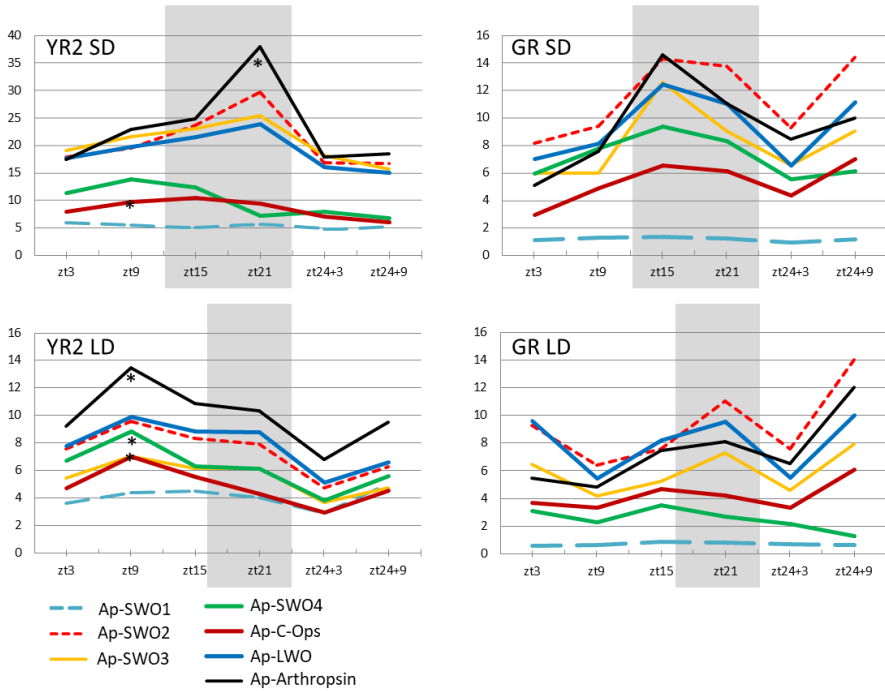 YR2 SD
40
35
30
25
20
15
10
5
0
*
*
zt3 zt9 zt15 zt21 zt24+3 zt24+9
GR SD
16
14
12
10
8
6
4
2
0
zt3 zt9 zt15 zt21 zt24+3 zt24+9
YR2 LD
16
14
12
10
8
6
4
2
0
*
*
*
zt3 zt9 zt15 zt21 zt24+3 zt24+9
GR LD
16
14
12
10
8
6
4
2
0
zt3 zt9 zt15 zt21 zt24+3 zt24+9
Ap-SWO1
Ap-SWO2
Ap-SWO3
Ap-SWO4
Ap-C-Ops
Ap-LWO
Ap-Arthropsin